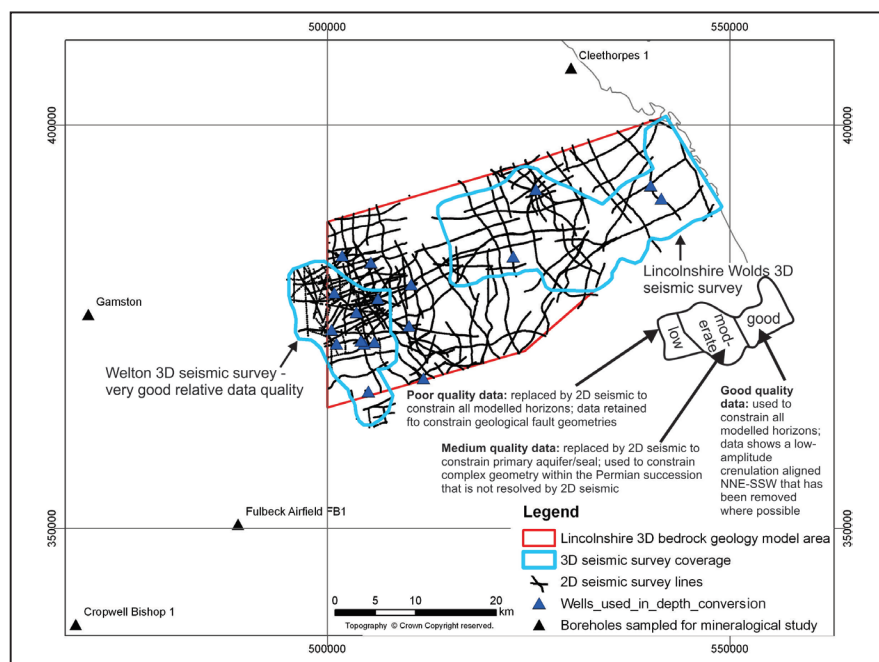 500000
550000
Cleethorpes 1
400000
400000
Gamston
Lincolnshire Wolds 3D
seismic survey
low
mod-
erate
good
Welton 3D seismic survey -
very good relative data quality
Poor quality data: replaced by 2D seismic to
constrain all modelled horizons; data retained
fto constrain geological fault geometries
Good quality
data: used to
constrain all
modelled horizons;
data shows a low-
amplitude
crenulation aligned
NNE-SSW that has
been removed
where possible
Medium quality data: replaced by 2D seismic to
constrain primary aquifer/seal; used to constrain
complex geometry within the Permian succession
that is not resolved by 2D seismic
Fulbeck Airfield FB1
350000
350000
Legend
Lincolnshire 3D bedrock geology model area
3D seismic survey coverage
2D seismic survey lines
Wells_used_in_depth_conversion
Boreholes sampled for mineralogical study
Cropwell Bishop 1
0 5 10 20
km
Topography © Crown Copyright reserved.
500000
550000